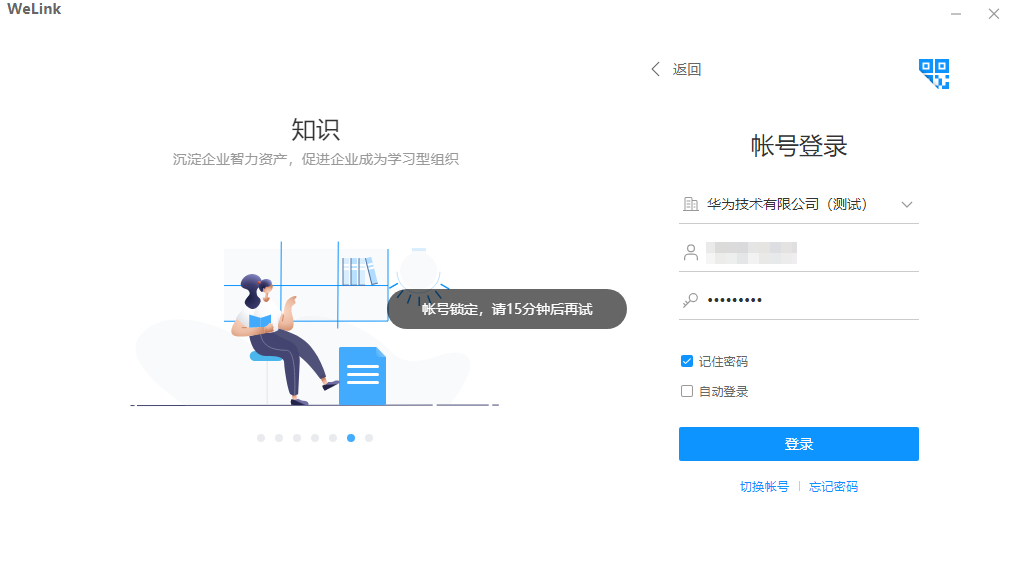 WeLink
返回
知识
沉淀企业智力资产，促进企业成为学习型组织
帐号登录
华为技术有限公司（测试）
帐号锁定，请15分钟后再试
记住密码
自动登录
登录
切换帐号
忘记密码